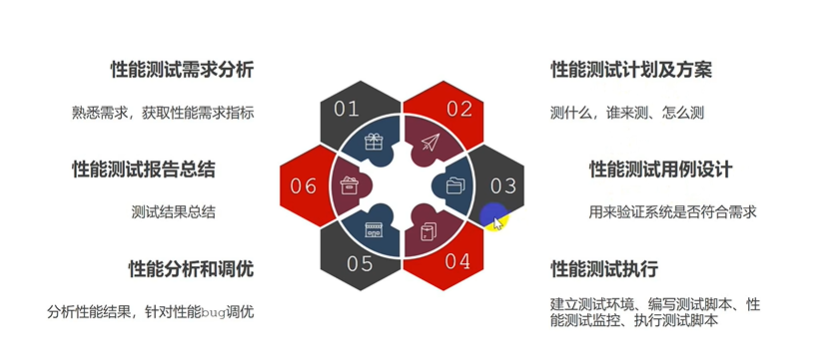 性能测试需求分析
熟悉需求，获取性能需求指标
01
02
性能测试计划及方案
测什么，谁来测、怎么测
性能测试报告总结
测试结果总结
06
03
性能测试用例设计
用来验证系统是否符合需求
性能分析和调优
分析性能结果，针对性能bug调优
05
04
性能测试执行
建立测试环境、编写测试脚本、性
能测试监控、执行测试脚本